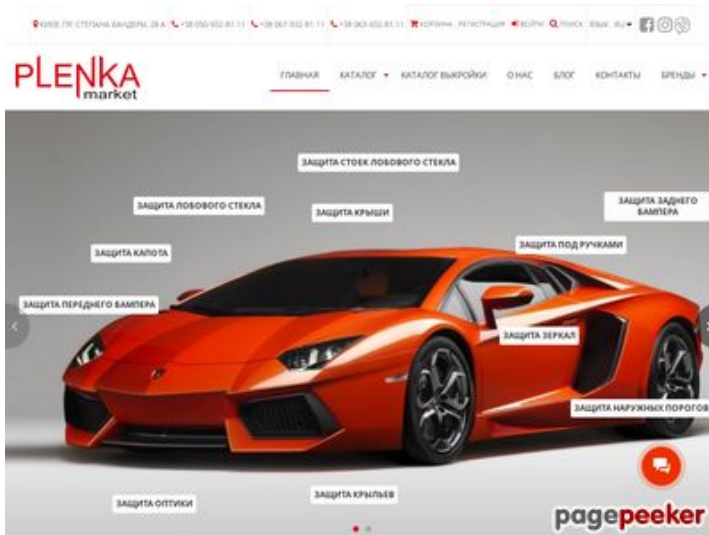 КИЕВ, ПР. СТЕПАНА БАНДЕРЫ, 28 А +38 050-932-81-11 +38 067-932-81-11 +38 063-932-81-11 КОРЗИНА РЕГИСТРАЦИЯ ВОЙТИ ПОИСК ЯЗЫК RU
PLENKA
market
ГЛАВНАЯ КАТАЛОГ КАТАЛОГ ВЫКРОЙКИ О НАС БЛОГ КОНТАКТЫ БРЕНДЫ
ЗАЩИТА СТОЕК ЛОБОВОГО СТЕКЛА
ЗАЩИТА ЛОБОВОГО СТЕКЛА
ЗАЩИТА КРЫШИ
ЗАЩИТА ЗАДНЕГО
БАМПЕРА
ЗАЩИТА КАПОТА
ЗАЩИТА ПОД РУЧКАМИ
ЗАЩИТА ПЕРЕДНЕГО БАМПЕРА
ЗАЩИТА ЗЕРКАЛ
ЗАЩИТА НАРУЖНЫХ ПОРОГОВ
ЗАЩИТА ОПТИКИ
ЗАЩИТА КРЫЛЬЕВ
pagepeeker